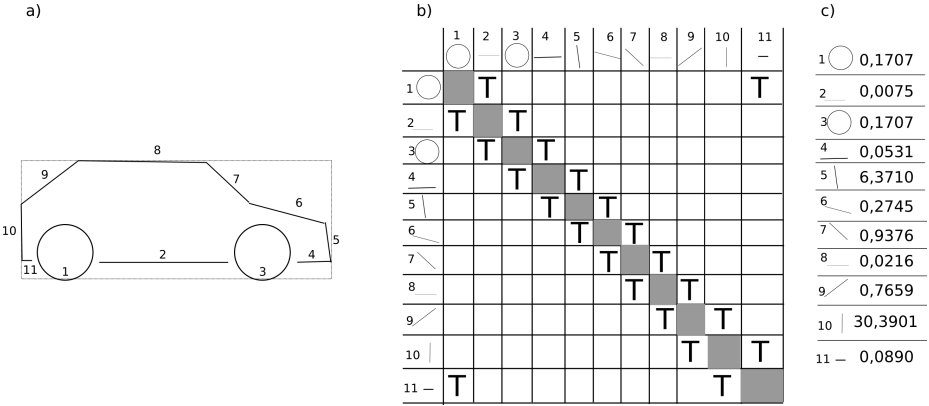 a)
8
9
7
6
10
5
2
4
11
1
3
b)
1 2 3 4 5 6 7 8 9 10 11
1 T T
2 T T
3 T T
4 T T
5 T T
6 T T
7 T T
8 T T
9 T T
10 T T
11 T T
c)
1 0,1707
2 0,0075
3 0,1707
4 0,0531
5 6,3710
6 0,2745
7 0,9376
8 0,0216
9 0,7659
10 30,3901
11 0,0890